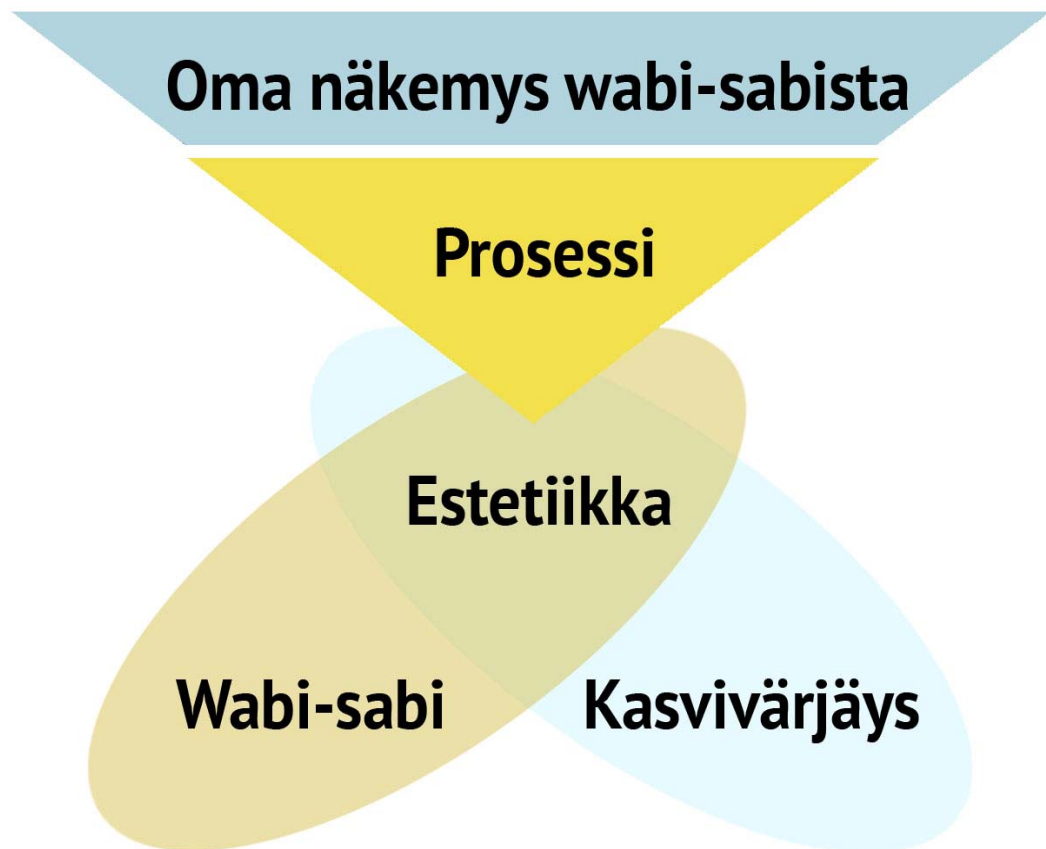 Oma näkemys wabi-sabista
Prosessi
Estetiikka
Wabi-sabi
Kasvivärjäys